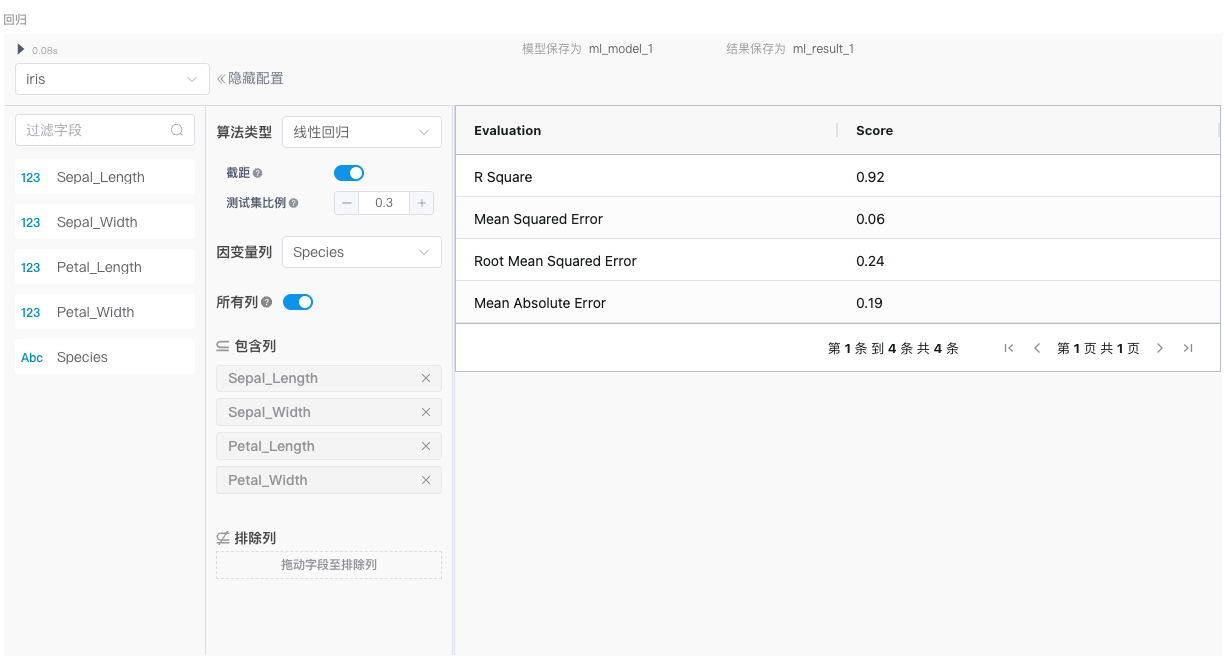 回归
0.08s
模型保存为 ml_model_1
结果保存为 ml_result_1
iris
隐藏配置
过滤字段
123 Sepal_Length
123 Sepal_Width
123 Petal_Length
123 Petal_Width
Abc Species
算法类型 线性回归
截距
测试集比例 0.3
因变量列 Species
所有列
包含列
Sepal_Length
Sepal_Width
Petal_Length
Petal_Width
排除列
拖动字段至排除列
Evaluation Score
R Square 0.92
Mean Squared Error 0.06
Root Mean Squared Error 0.24
Mean Absolute Error 0.19
第 1 条 到 4 条 共 4 条 第 1 页 共 1 页